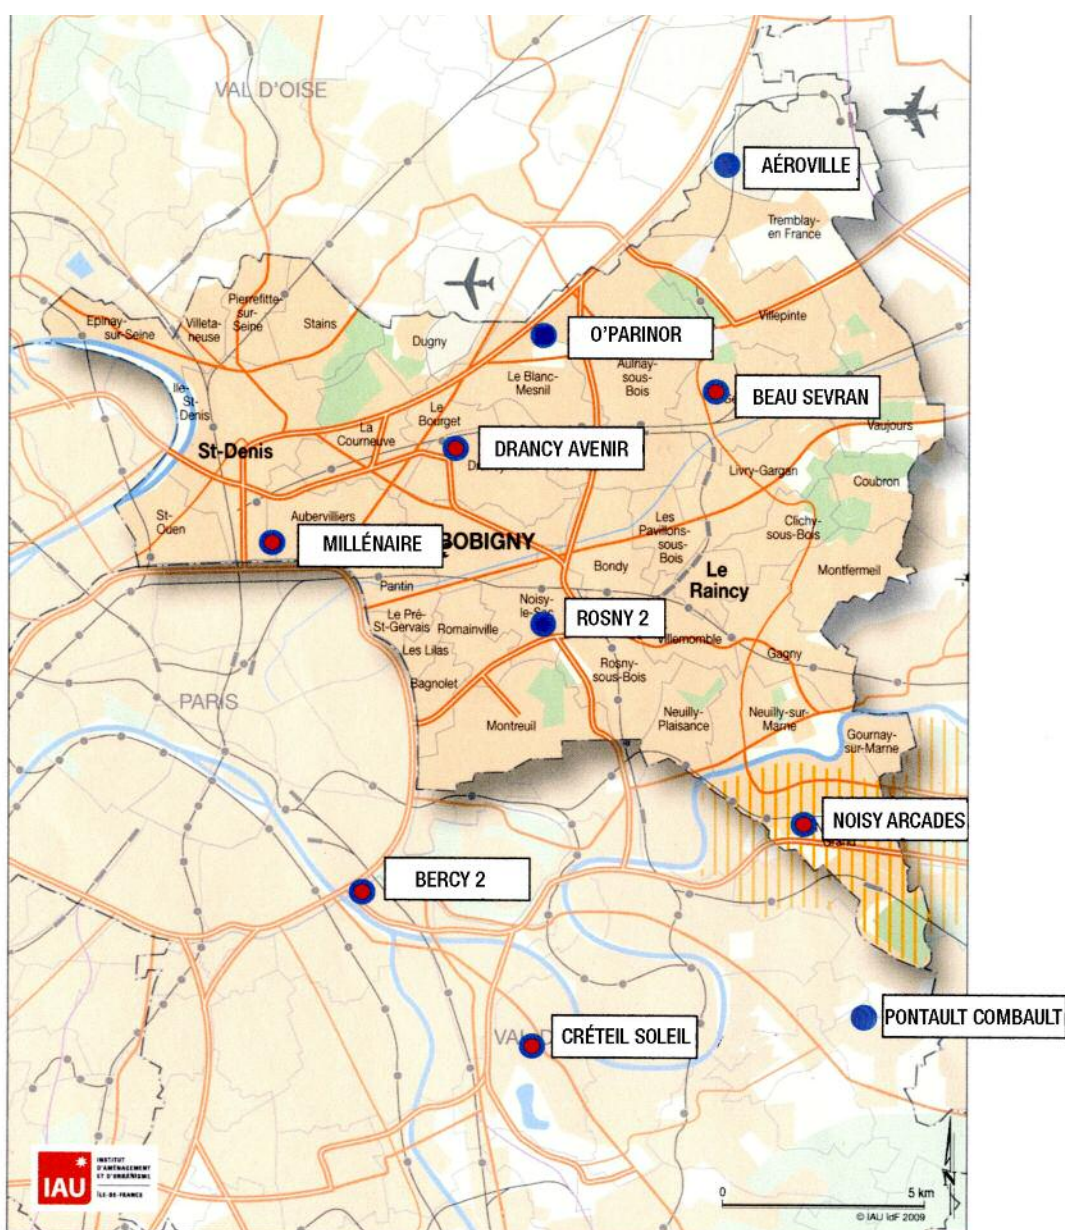 VAL D'OISE
AÉROVILLE
Tremblay-
en France
Pierrefitte-
sur-
Seine
Epinay-
sur-Seine
Villeta-
neuse
Stains
Villepinte
O'PARINOR
Dugny
Aulnay-
sous-
Bois
Le Blanc-
Mesnil
Ile-
St-
Denis
BEAU SEVRAN
Le
Bourget
La
Courneuve
Vaujours
St-Denis
DRANCY AVENIR
Livry-Gargan
Coubron
St-
Ouen
Aubervilliers
Les
Pavillons-
sous-
Bois
Clichy-
sous-Bois
MILLÉNAIRE
BOBIGNY
Bondy
Le
Raincy
Montfermeil
Pantin
Noisy-
le-Sec
Le Pré-
St-Gervais
Romainville
ROSNY 2
Villemomble
Les Lilas
Gagny
Rosny-
sous-Bois
Bagnolet
PARIS
Neuilly-
Plaisance
Neuilly-sur-
Marne
Montreuil
Gournay-
sur-Marne
NOISY ARCADES
BERCY 2
PONTAULT COMBAULT
CRÉTEIL SOLEIL
IAU
INSTITUT
D'AMÉNAGEMENT
ET D'URBANISME
ÎLE-DE-FRANCE
N
0 5 km
© IAU îdF 2009